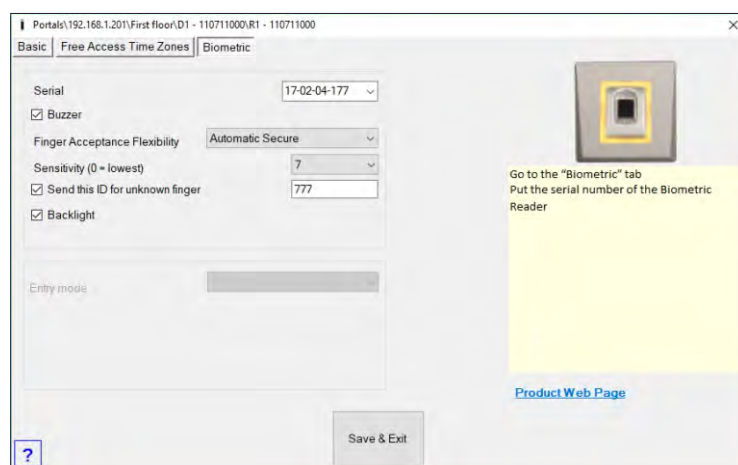 Portals\192.168.1.201\First floor\D1 - 110711000\R1 - 110711000
Basic Free Access Time Zones Biometric
Serial 17-02-04-177
Buzzer
Finger Acceptance Flexibility Automatic Secure
Sensitivity (0 = lowest) 7
Send this ID for unknown finger 777
Backlight
Entry mode
Go to the “Biometric” tab
Put the serial number of the Biometric
Reader
Product Web Page
Save & Exit
?